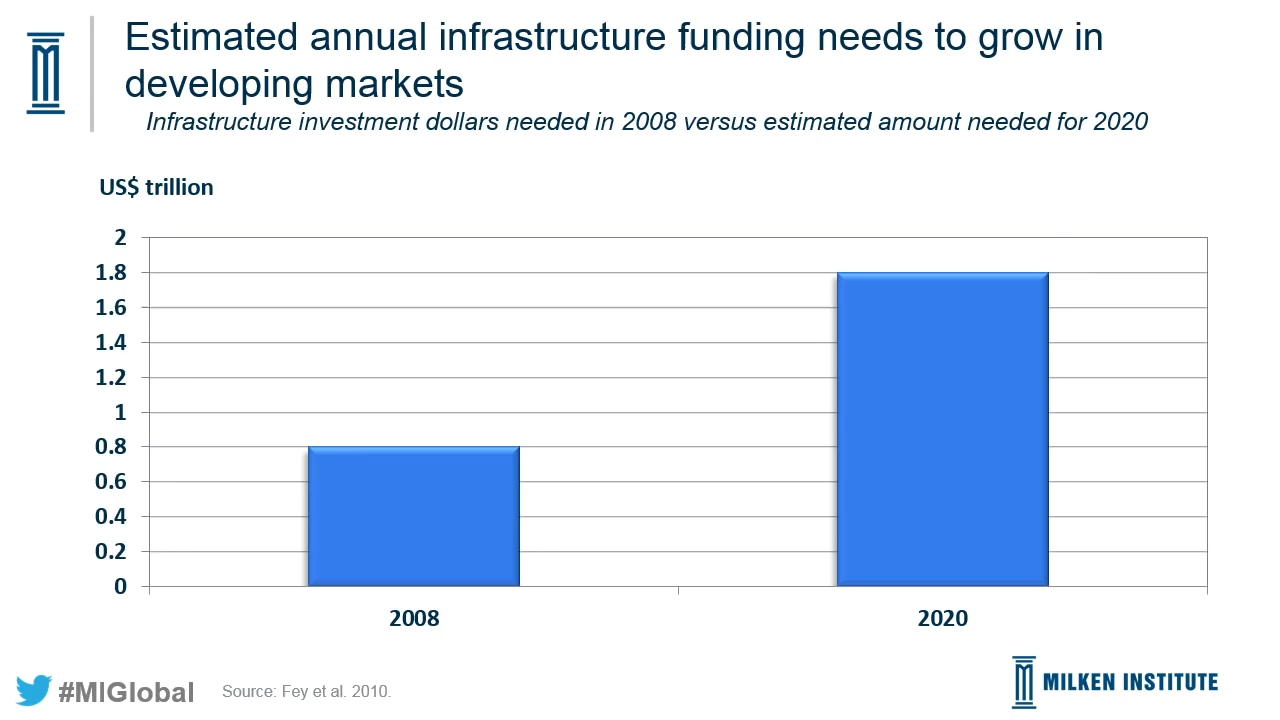 Estimated annual infrastructure funding needs to grow in
developing markets
Infrastructure investment dollars needed in 2008 versus estimated amount needed for 2020
US$ trillion
2
1.8
1.6
1.4
1.2
1
0.8
0.6
0.4
0.2
0
2008
2020
#MIGlobal
Source: Fey et al. 2010.
MILKEN INSTITUTE